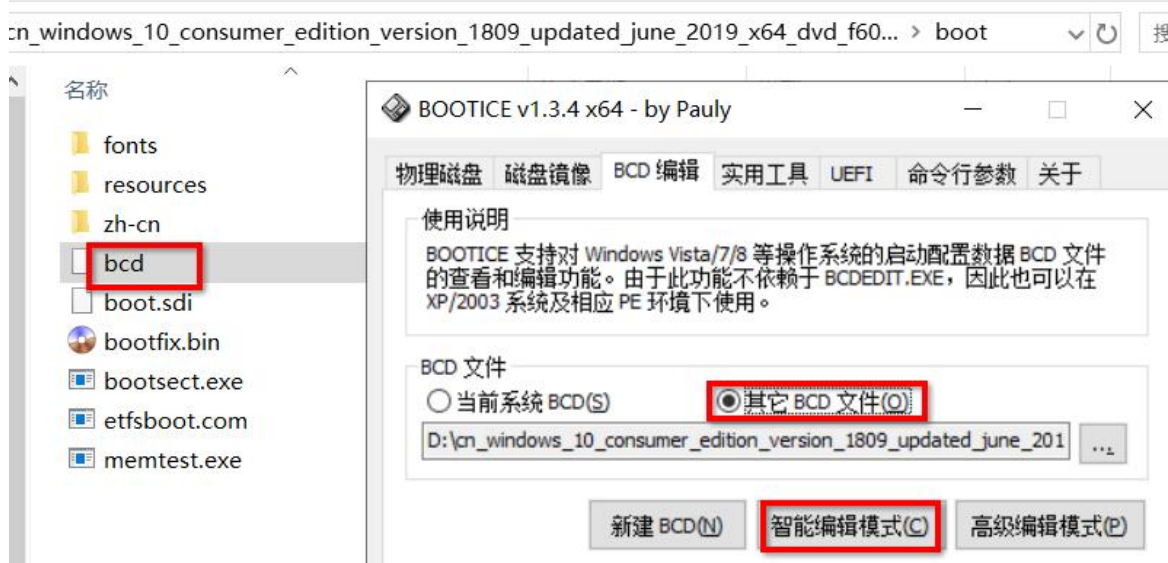 cn_windows_10_consumer_edition_version_1809_updated_june_2019_x64_dvd_f60... > boot
名称
fonts
resources
zh-cn
bcd
boot.sdi
bootfix.bin
bootsect.exe
etfsboot.com
memtest.exe
BOOTICE v1.3.4 x64 - by Pauly
物理磁盘 磁盘镜像 BCD 编辑 实用工具 UEFI 命令行参数 关于
使用说明
BOOTICE 支持对 Windows Vista/7/8 等操作系统的启动配置数据 BCD 文件
的查看和编辑功能。由于此功能不依赖于 BCDEDIT.EXE，因此也可以在
XP/2003 系统及相应 PE 环境下使用。
BCD 文件
当前系统 BCD(S) 其它 BCD 文件(O)
D:\cn_windows_10_consumer_edition_version_1809_updated_june_201 ...
新建 BCD(N) 智能编辑模式(C) 高级编辑模式(P)